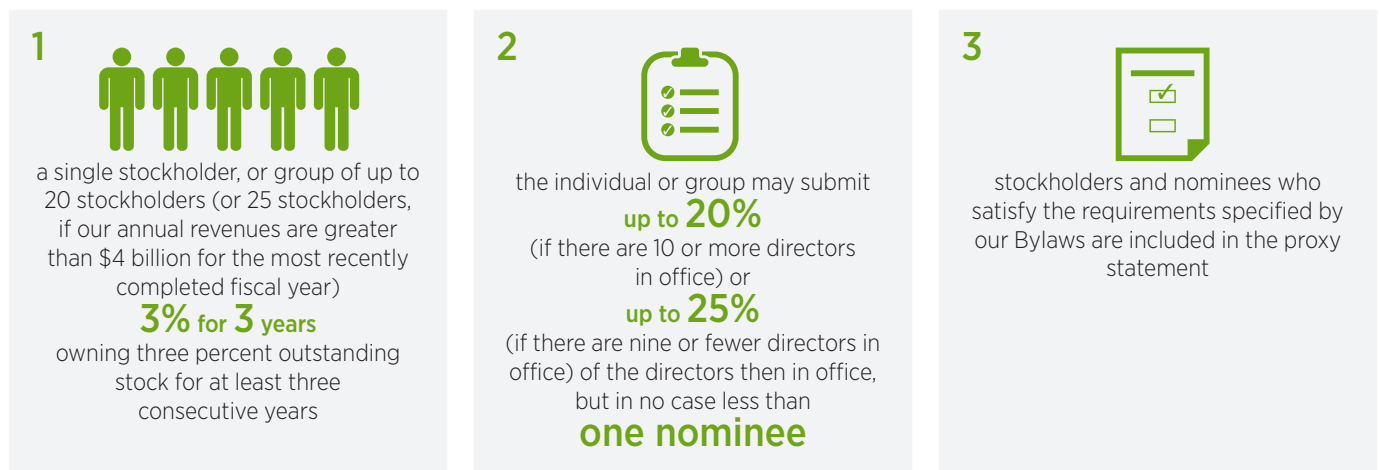 1
a single stockholder, or group of up to
20 stockholders (or 25 stockholders,
if our annual revenues are greater
than $4 billion for the most recently
completed fiscal year)
3% for 3 years
owning three percent outstanding
stock for at least three
consecutive years
2
the individual or group may submit
up to 20%
(if there are 10 or more directors
in office) or
up to 25%
(if there are nine or fewer directors in
office) of the directors then in office,
but in no case less than
one nominee
3
stockholders and nominees who
satisfy the requirements specified by
our Bylaws are included in the proxy
statement